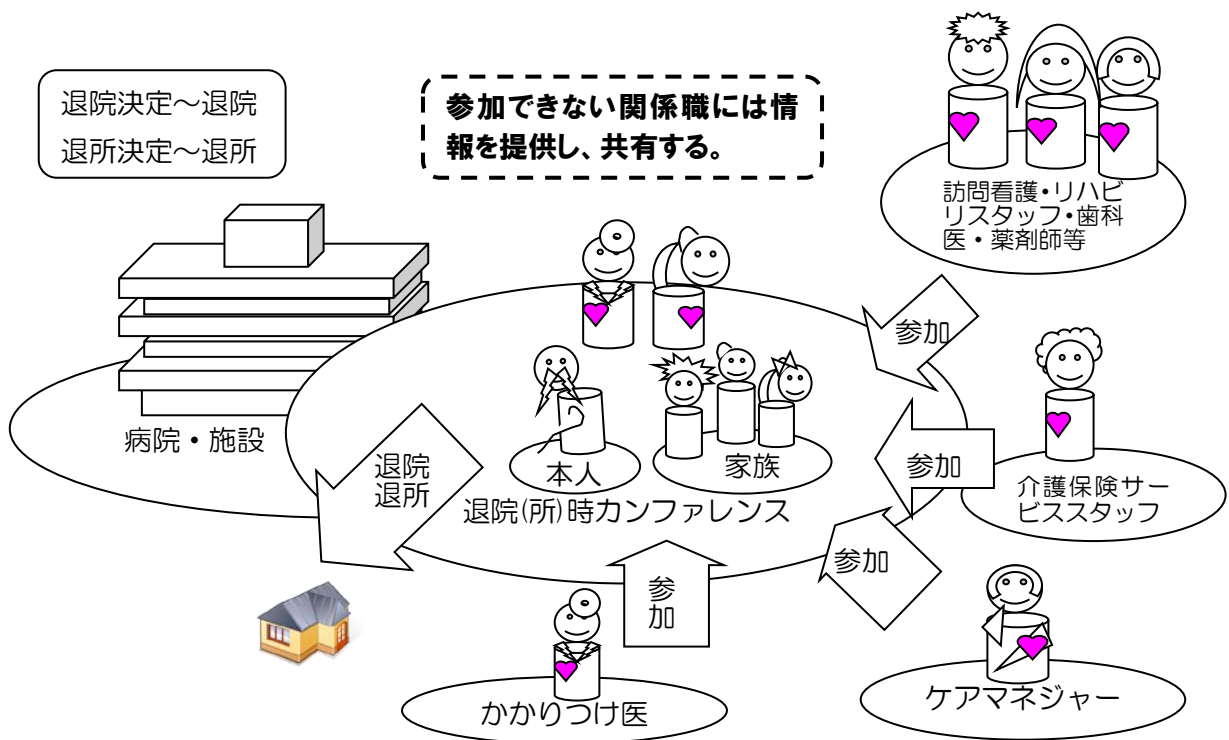 退院決定～退院
退所決定～退所
参加できない関係職には情
報を提供し、共有する。
訪問看護・リハビ
リスタッフ・歯科
医・薬剤師等
参加
病院・施設
退院
退所
本人
家族
退院(所)時カンファレンス
参加
介護保険サー
ビススタッフ
参加
参
加
かかりつけ医
ケアマネジャー